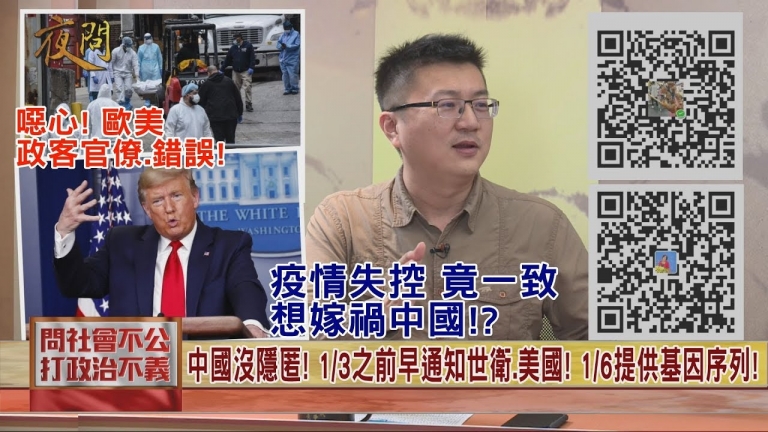 夜問
噁心! 歐美
政客官僚.錯誤!
THE WHITE
WASHINGTON
疫情失控 竟一致
想嫁禍中國!?
問社會不公
打政治不義
中國沒隱匿! 1/3之前早通知世衛.美國! 1/6提供基因序列!